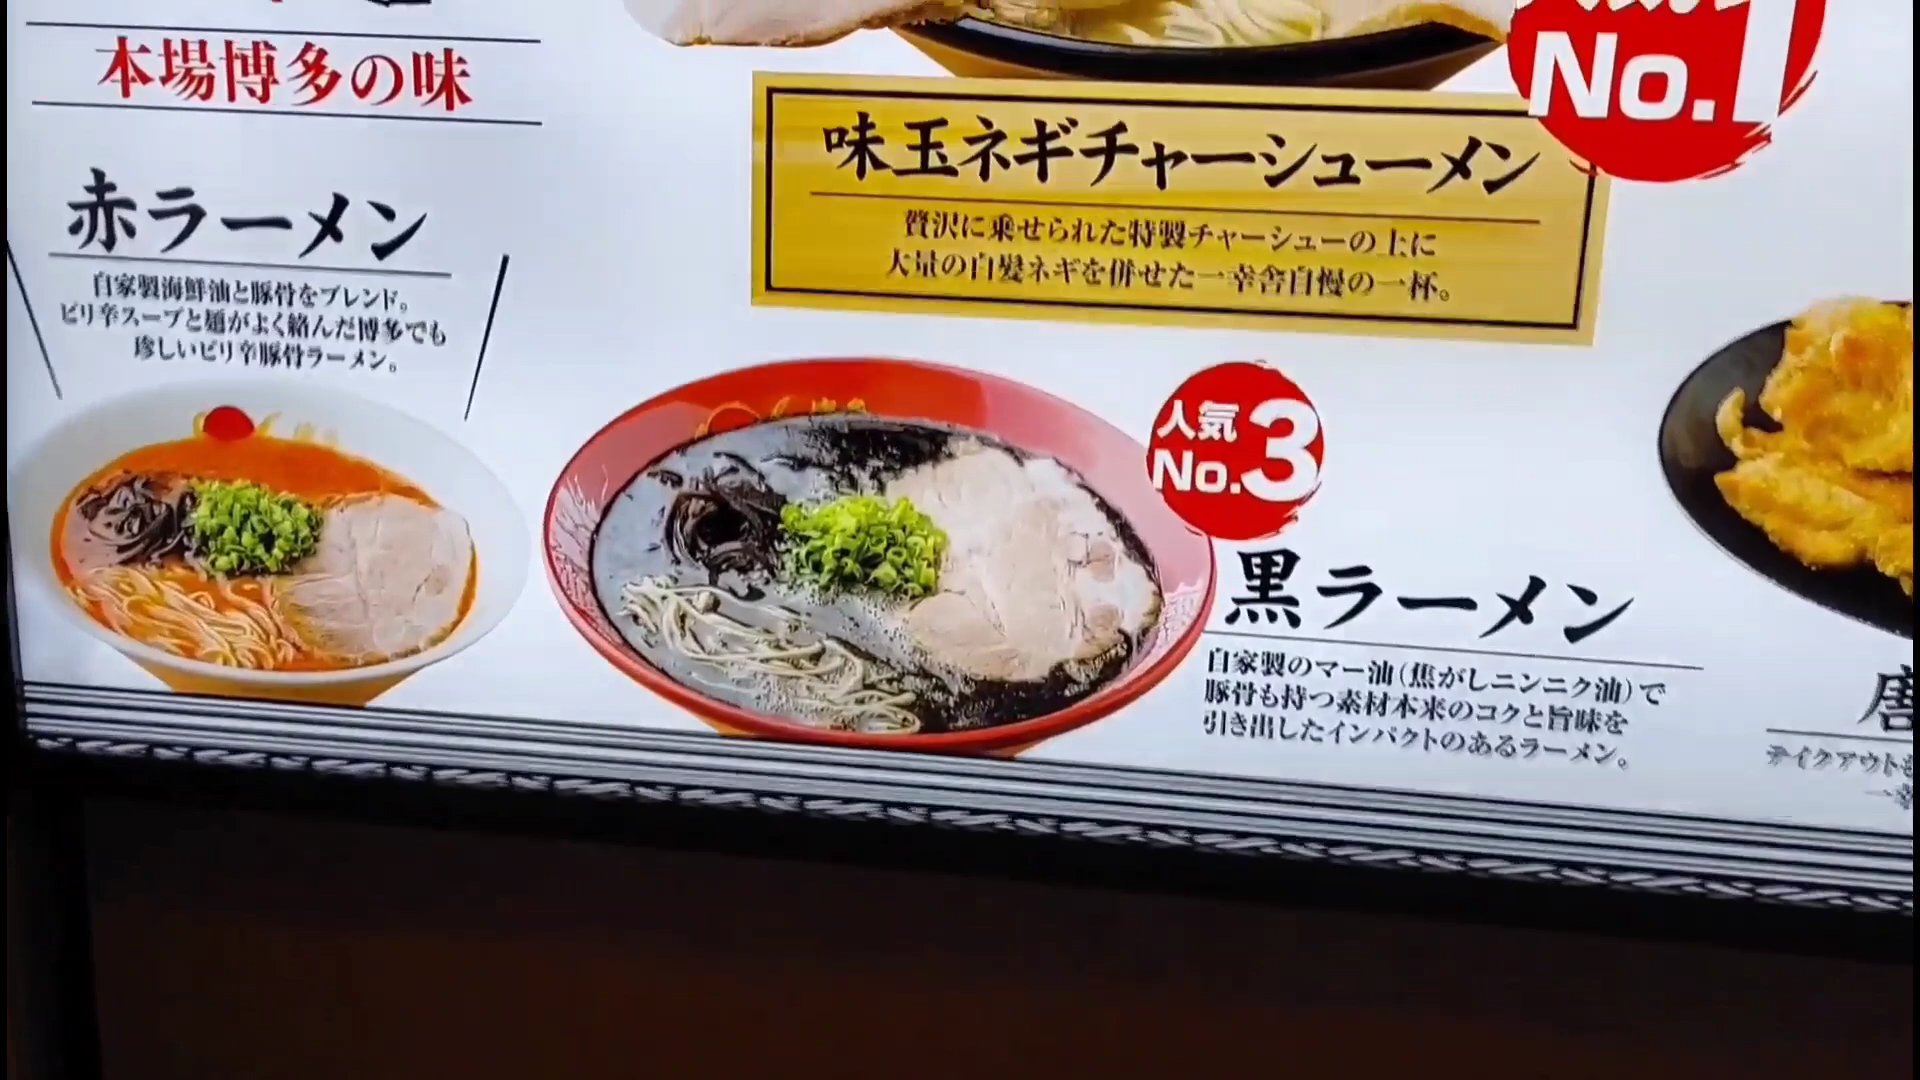 本場博多の味
赤ラーメン
自家製海鮮油と豚骨をブレンド。
ピリ辛スープと麺がよく絡んだ博多でも
珍しいピリ辛豚骨ラーメン。
No.1
味玉ネギチャーシューメン
贅沢に乗せられた特製チャーシューの上に
大量の白髪ネギを併せた一幸舎自慢の一杯。
人気
No.3
黒ラーメン
自家製のマー油(焦がしニンニク油)で
豚骨も持つ素材本来のコクと旨味を
引き出したインパクトのあるラーメン。
テイクアウトも